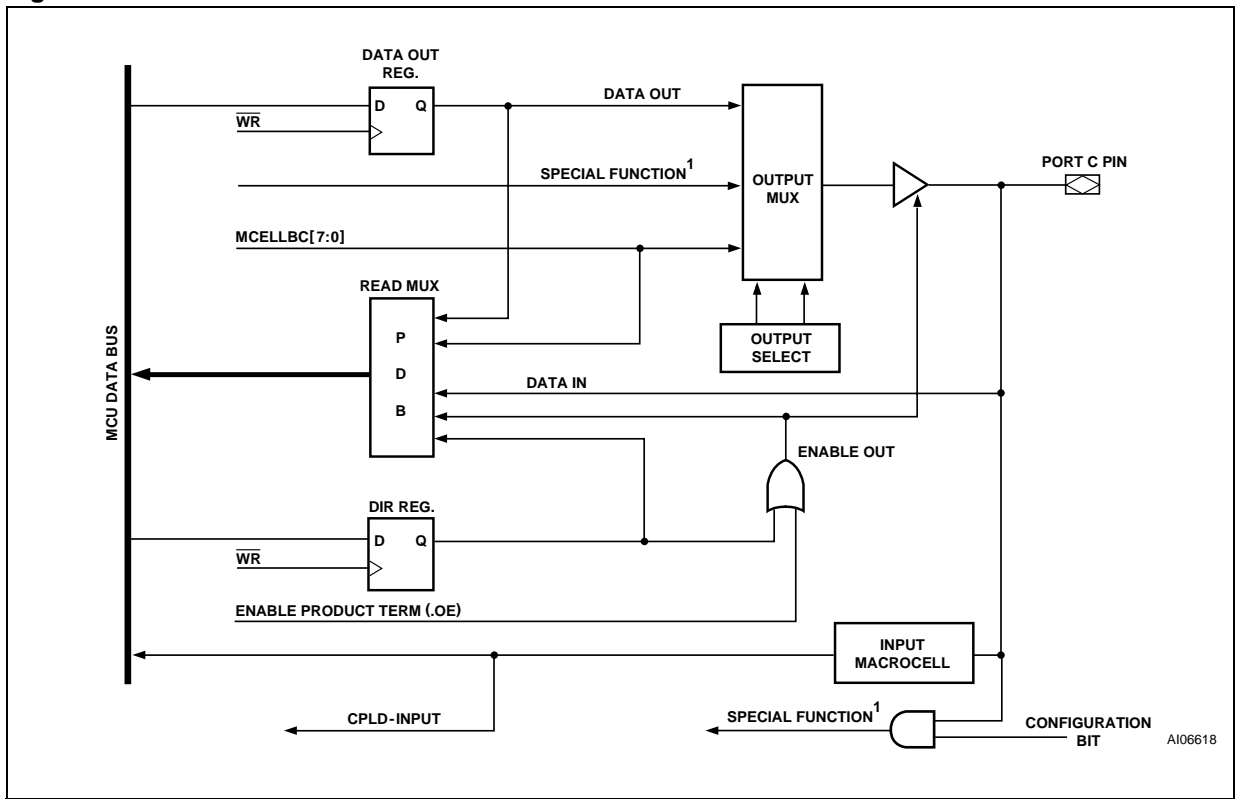 DATA OUT
REG.
D Q
WR
DATA OUT
SPECIAL FUNCTION1
OUTPUT
MUX
PORT C PIN
MCELLBC[7:0]
READ MUX
P
D
B
OUTPUT
SELECT
MCU DATA BUS
DATA IN
ENABLE OUT
DIR REG.
D Q
WR
ENABLE PRODUCT TERM (.OE)
INPUT
MACROCELL
CPLD-INPUT
SPECIAL FUNCTION1
CONFIGURATION
BIT
AI06618